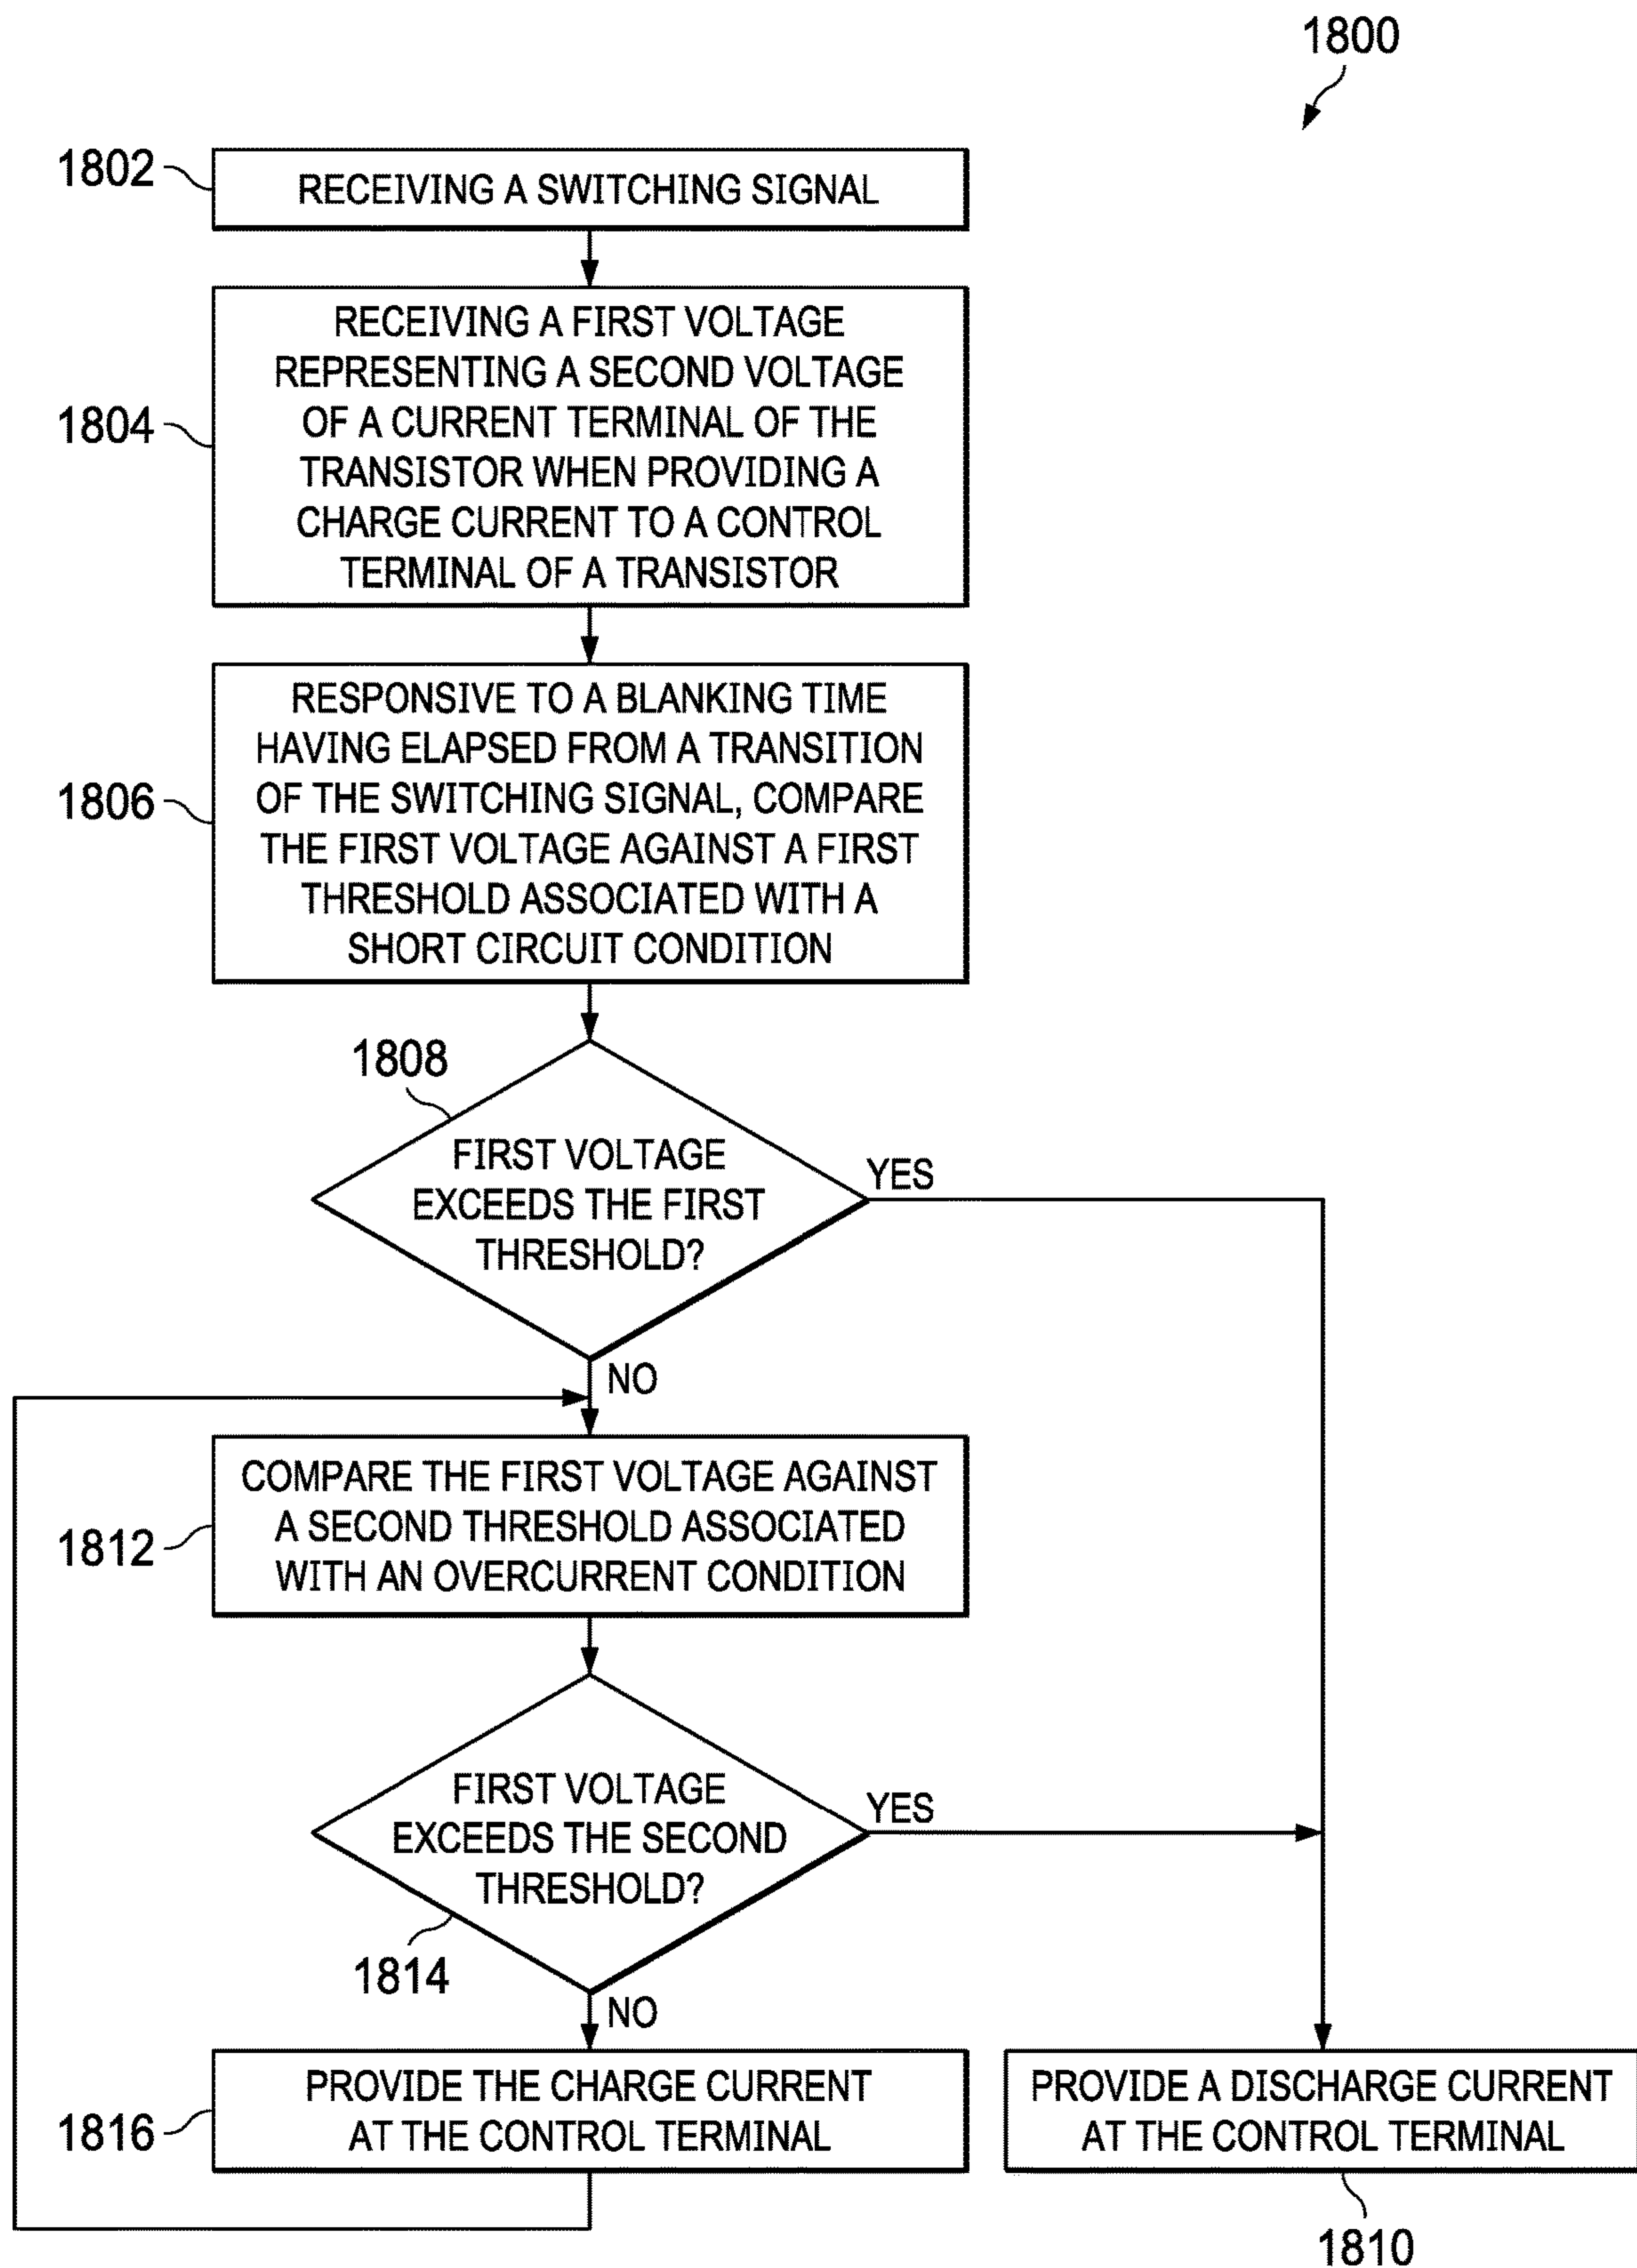 1800
1802
RECEIVING A SWITCHING SIGNAL
1804
RECEIVING A FIRST VOLTAGE
REPRESENTING A SECOND VOLTAGE
OF A CURRENT TERMINAL OF THE
TRANSISTOR WHEN PROVIDING A
CHARGE CURRENT TO A CONTROL
TERMINAL OF A TRANSISTOR
1806
RESPONSIVE TO A BLANKING TIME
HAVING ELAPSED FROM A TRANSITION
OF THE SWITCHING SIGNAL, COMPARE
THE FIRST VOLTAGE AGAINST A FIRST
THRESHOLD ASSOCIATED WITH A
SHORT CIRCUIT CONDITION
1808
FIRST VOLTAGE
EXCEEDS THE FIRST
THRESHOLD?
YES
NO
1812
COMPARE THE FIRST VOLTAGE AGAINST
A SECOND THRESHOLD ASSOCIATED
WITH AN OVERCURRENT CONDITION
FIRST VOLTAGE
EXCEEDS THE SECOND
THRESHOLD?
YES
1814
NO
1816
PROVIDE THE CHARGE CURRENT
AT THE CONTROL TERMINAL
PROVIDE A DISCHARGE CURRENT
AT THE CONTROL TERMINAL
1810